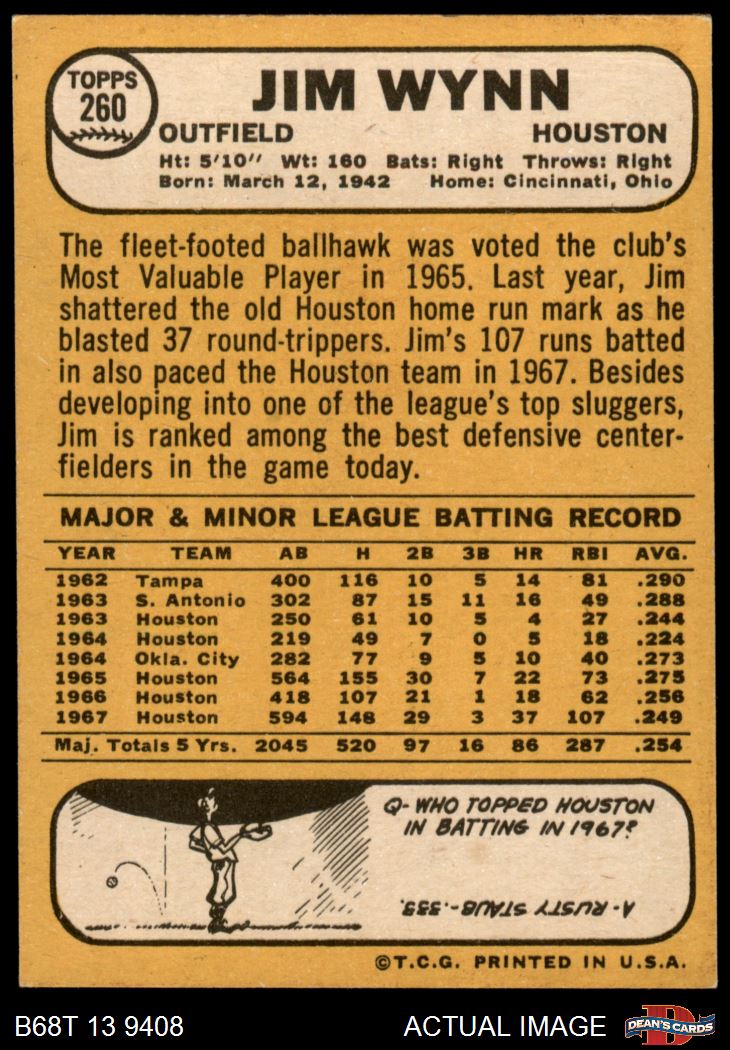 TOPPS
260
JIM WYNN
OUTFIELD HOUSTON
Ht: 5'10" Wt: 160 Bats: Right Throws: Right
Born: March 12, 1942 Home: Cincinnati, Ohio
The fleet-footed ballhawk was voted the club's
Most Valuable Player in 1965. Last year, Jim
shattered the old Houston home run mark as he
blasted 37 round-trippers. Jim's 107 runs batted
in also paced the Houston team in 1967. Besides
developing into one of the league's top sluggers,
Jim is ranked among the best defensive center-
fielders in the game today.
MAJOR & MINOR LEAGUE BATTING RECORD
YEAR TEAM AB H 2B 3B HR RBI AVG.
1962 Tampa 400 116 10 5 14 81 .290
1963 S. Antonio 302 87 15 11 16 49 .288
1963 Houston 250 61 10 5 4 27 .244
1964 Houston 219 49 7 0 5 18 .224
1964 Okla. City 282 77 9 5 10 40 .273
1965 Houston 564 155 30 7 22 73 .275
1966 Houston 418 107 21 1 18 62 .256
1967 Houston 594 148 29 3 37 107 .249
Maj. Totals 5 Yrs. 2045 520 97 16 86 287 .254
Q- WHO TOPPED HOUSTON
IN BATTING IN 1967?
A- RUSTY STAUB-.333.
©T.C.G. PRINTED IN U.S.A.
B68T 13 9408 ACTUAL IMAGE
D
DEAN'S CARDS